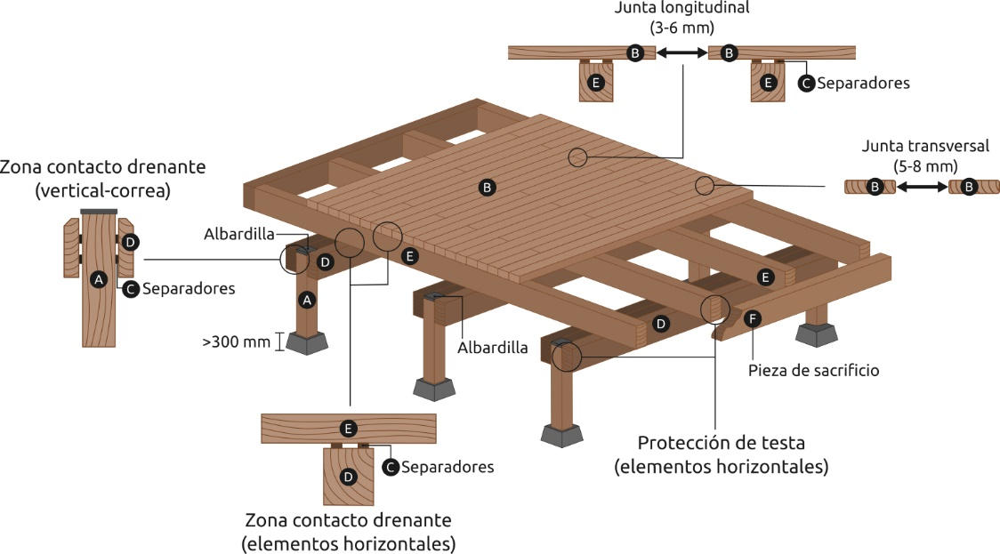 Junta longitudinal
(3-6 mm)
B
B
E
E
C Separadores
Junta transversal
(5-8 mm)
B
B
Zona contacto drenante
(vertical-correa)
D
A
C Separadores
Albardilla
B
D
E
A
E
>300 mm
D
F
Albardilla
Pieza de sacrificio
E
C Separadores
D
Protección de testa
(elementos horizontales)
Zona contacto drenante
(elementos horizontales)